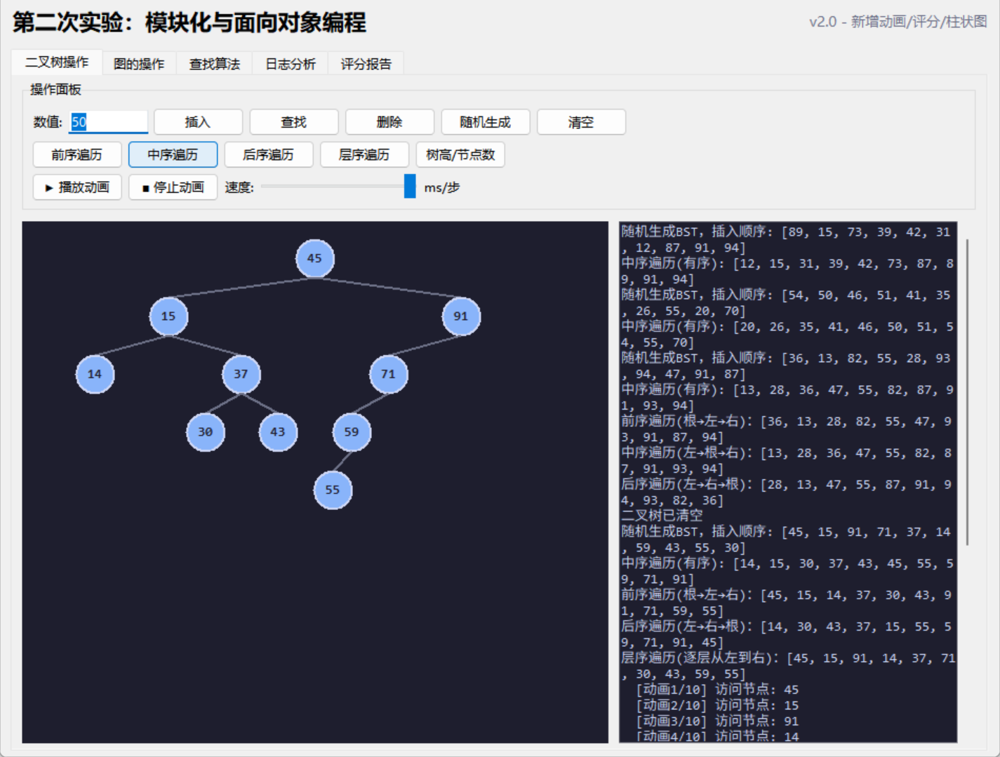 第二次实验：模块化与面向对象编程
v2.0 - 新增动画/评分/柱状图
二叉树操作 图的操作 查找算法 日志分析 评分报告
操作面板
数值: 50 插入 查找 删除 随机生成 清空
前序遍历 中序遍历 后序遍历 层序遍历 树高/节点数
► 播放动画 ■ 停止动画 速度: ms/步
45
15 91
14 37 71
30 43 59
55
随机生成BST, 插入顺序: [89, 15, 73, 39, 42, 31
, 12, 87, 91, 94]
中序遍历(有序): [12, 15, 31, 39, 42, 73, 87, 8
9, 91, 94]
随机生成BST, 插入顺序: [54, 50, 46, 51, 41, 35
, 26, 55, 20, 70]
中序遍历(有序): [20, 26, 35, 41, 46, 50, 51, 5
4, 55, 70]
随机生成BST, 插入顺序: [36, 13, 82, 55, 28, 93
, 94, 47, 91, 87]
中序遍历(有序): [13, 28, 36, 47, 55, 82, 87, 9
1, 93, 94]
前序遍历(根→左→右): [36, 13, 28, 82, 55, 47, 9
3, 91, 87, 94]
中序遍历(左→根→右): [13, 28, 36, 47, 55, 82, 8
7, 91, 93, 94]
后序遍历(左→右→根): [28, 13, 47, 55, 87, 91, 9
4, 93, 82, 36]
二叉树已清空
随机生成BST, 插入顺序: [45, 15, 91, 71, 37, 14
, 59, 43, 55, 30]
中序遍历(有序): [14, 15, 30, 37, 43, 45, 55, 5
9, 71, 91]
前序遍历(根→左→右): [45, 15, 14, 37, 30, 43, 9
1, 71, 59, 55]
后序遍历(左→右→根): [14, 30, 43, 37, 15, 55, 5
9, 71, 91, 45]
层序遍历(逐层从左到右): [45, 15, 91, 14, 37, 71
, 30, 43, 59, 55]
[动画1/10] 访问节点: 45
[动画2/10] 访问节点: 15
[动画3/10] 访问节点: 91
[动画4/10] 访问节点: 14